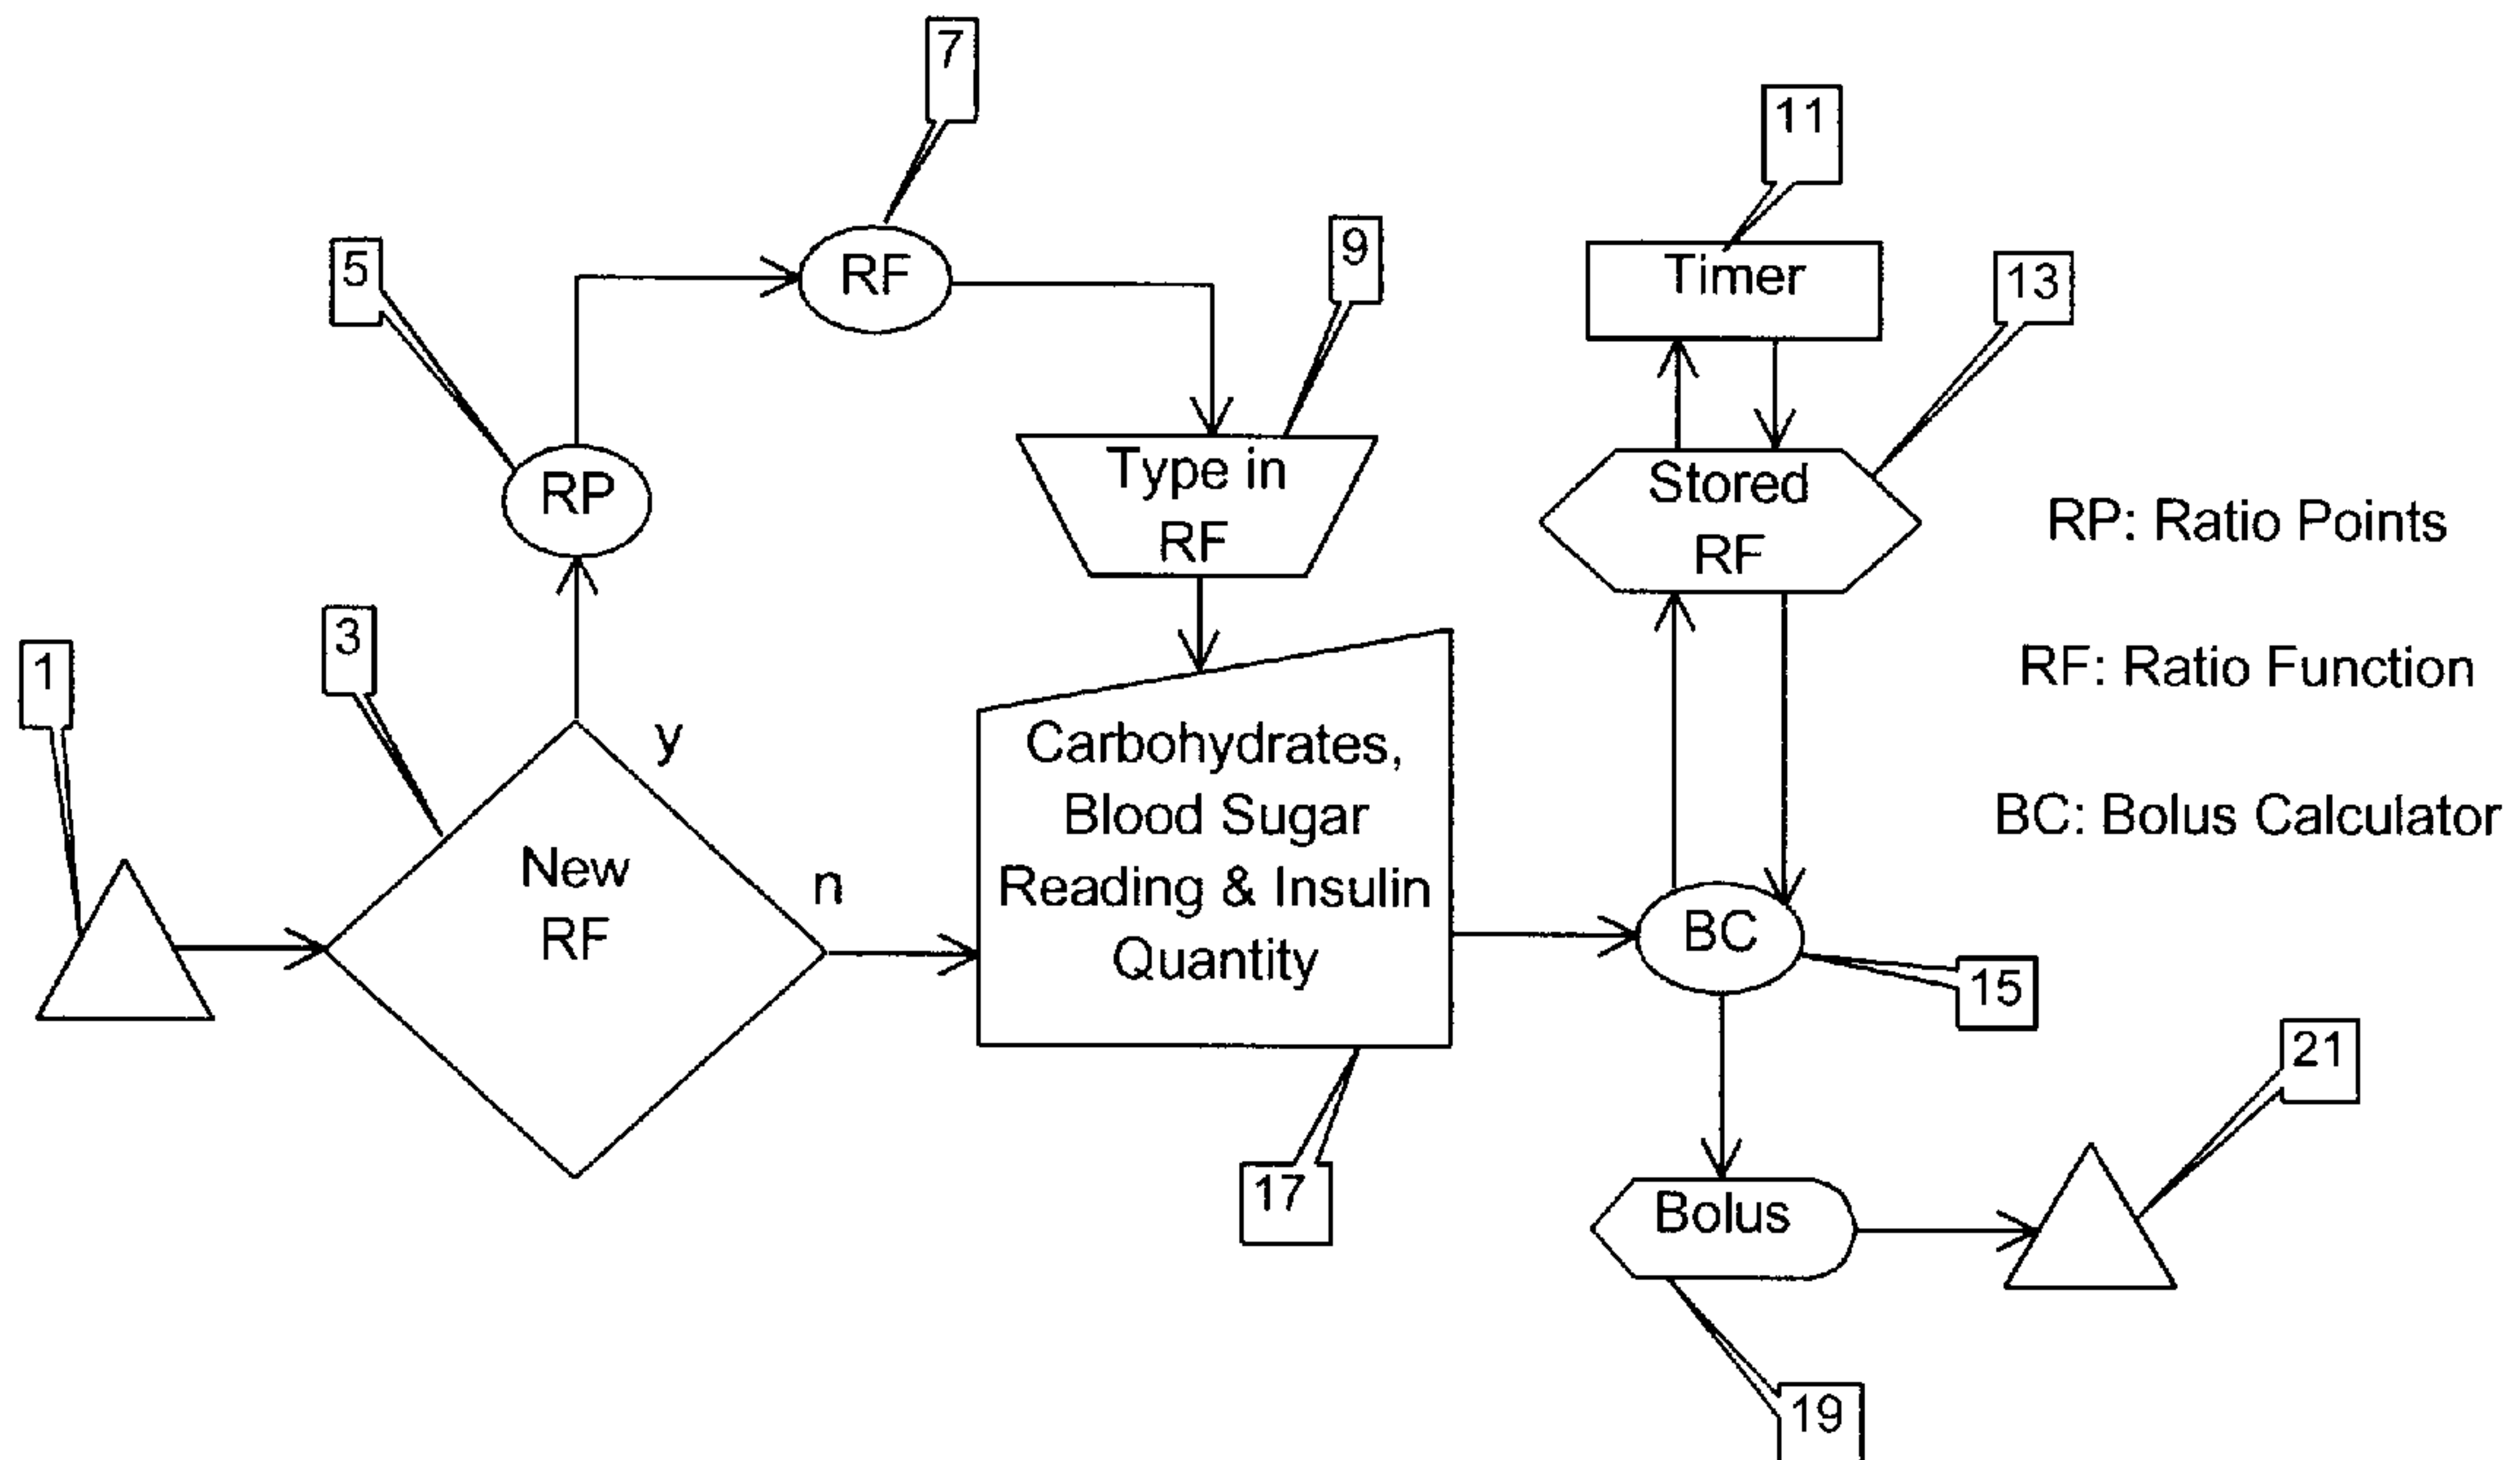 7
11
5
RF
9
Timer
13
RP
Type in
RF
Stored
RF
RP: Ratio Points
1
3
RF: Ratio Function
y
Carbohydrates,
Blood Sugar
Reading & Insulin
Quantity
BC: Bolus Calculator
New
RF
n
BC
15
21
17
Bolus
19